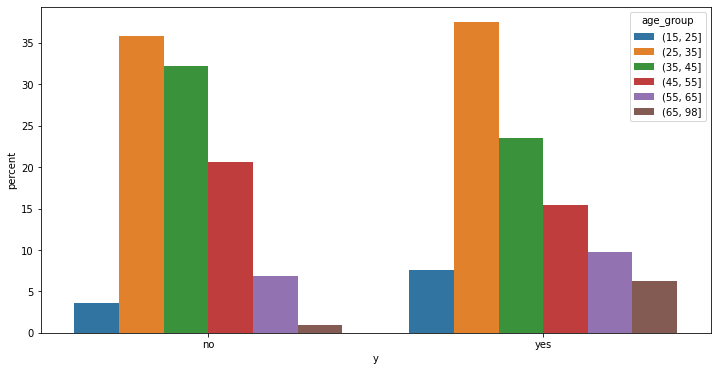 age_group
(15, 25]
(25, 35]
(35, 45]
(45, 55]
(55, 65]
(65, 98]
percent
35
30
25
20
15
10
5
0
no
yes
y